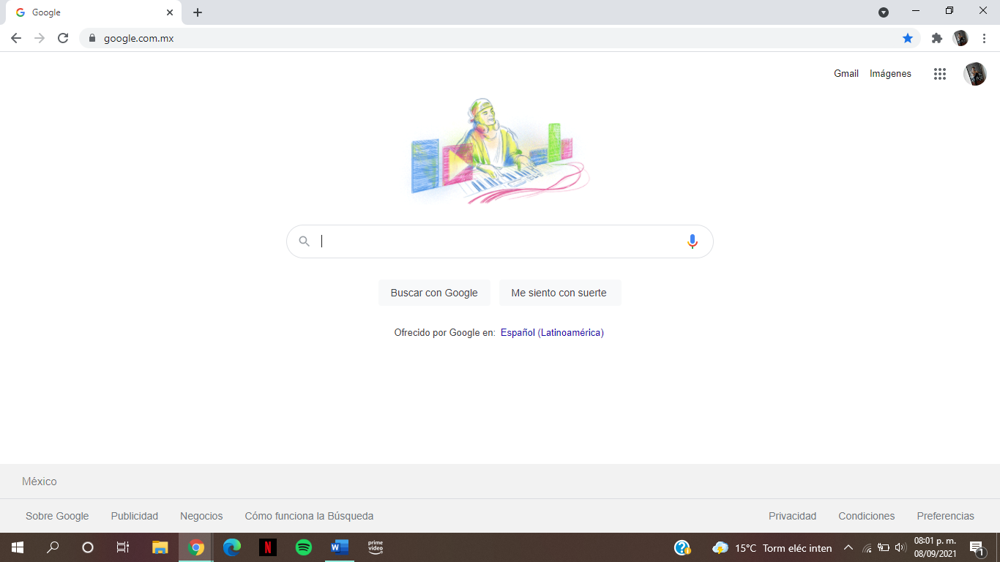 Google
google.com.mx
Gmail Imágenes
Buscar con Google Me siento con suerte
Ofrecido por Google en: Español (Latinoamérica)
México
Sobre Google Publicidad Negocios Cómo funciona la Búsqueda Privacidad Condiciones Preferencias
N W prime video 15°C Torm eléc inten 08:01 p. m.
08/09/2021 1